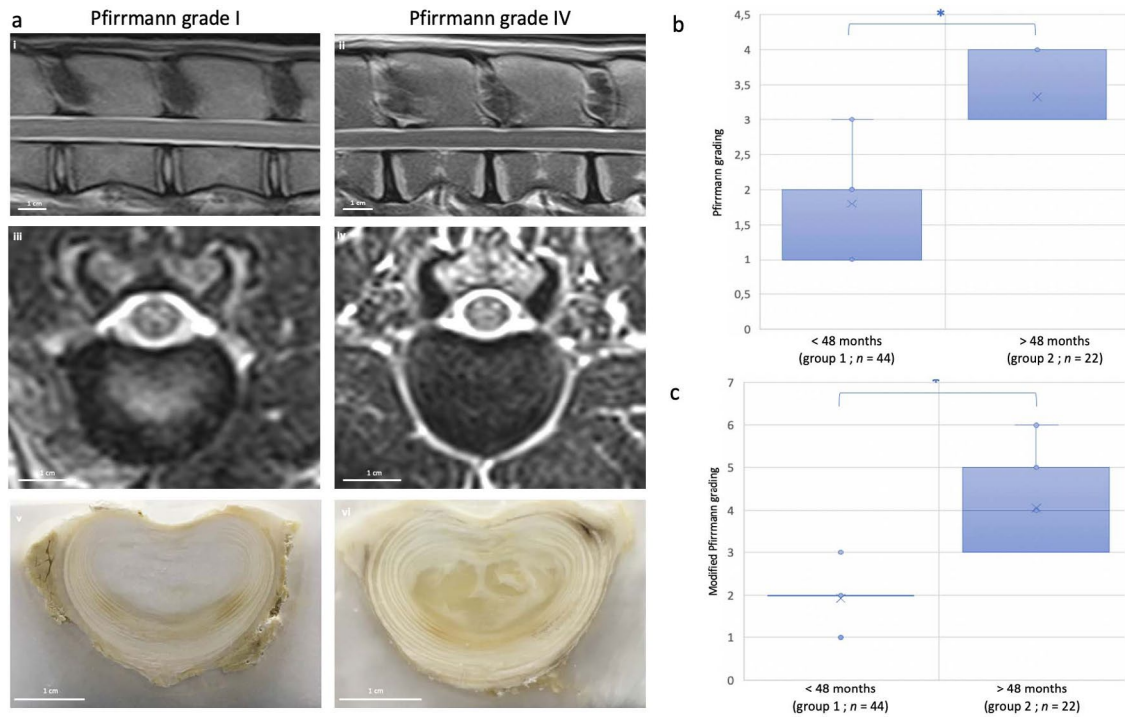 a
Pfirrmann grade I
Pfirrmann grade IV
i
1 cm
ii
1 cm
iii
1 cm
iv
1 cm
v
1 cm
vi
1 cm
b
*
Pfirrmann grading
4,5
4
3,5
3
2,5
2
1,5
1
0,5
0
< 48 months
(group 1 ; n = 44)
> 48 months
(group 2 ; n = 22)
c
Modified Pfirrmann grading
7
6
5
4
3
2
1
0
< 48 months
(group 1 ; n = 44)
> 48 months
(group 2 ; n = 22)